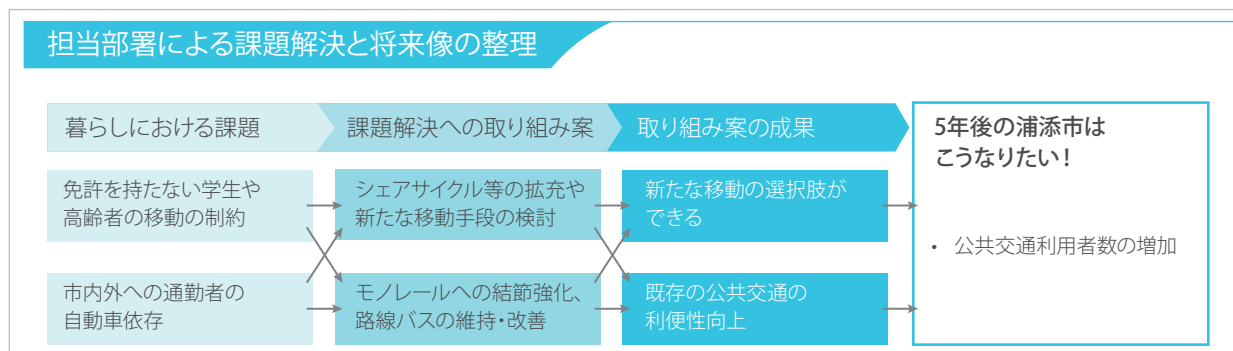 担当部署による課題解決と将来像の整理
暮らしにおける課題
課題解決への取り組み案
取り組み案の成果
5年後の浦添市は
こうなりたい！
免許を持たない学生や
高齢者の移動の制約
シェアサイクル等の拡充や
新たな移動手段の検討
新たな移動の選択肢が
できる
・ 公共交通利用者数の増加
市内外への通勤者の
自動車依存
モノレールへの結節強化、
路線バスの維持・改善
既存の公共交通の
利便性向上